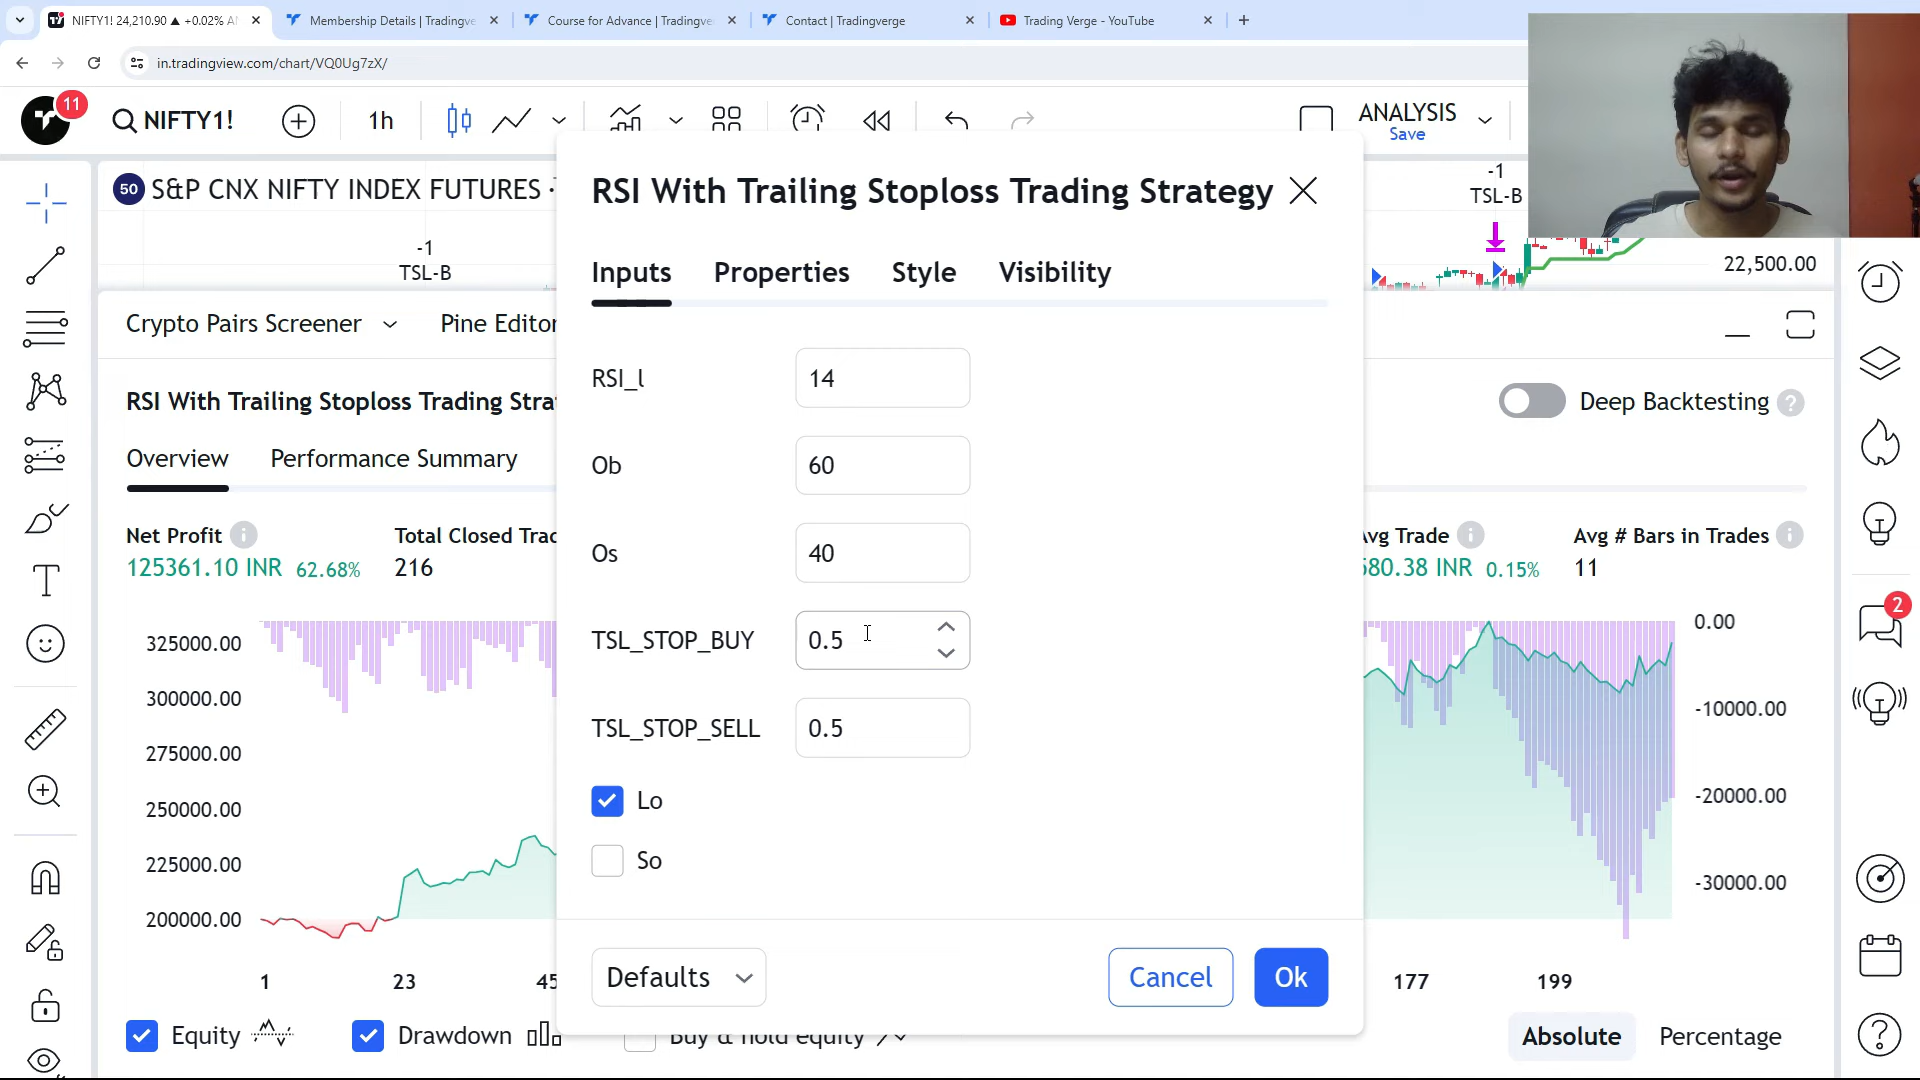 NIFTY1! 24,210.90 ▲ +0.02% AN
Membership Details | Tradingve
Course for Advance | Tradingve
Contact | Tradingverge
Trading Verge - YouTube
in.tradingview.com/chart/VQ0Ug7zX/
11
NIFTY1!
1h
ANALYSIS
Save
50 S&P CNX NIFTY INDEX FUTURES ·
-1
TSL-B
-1
TSL-B
22,500.00
RSI With Trailing Stoploss Trading Strategy
Inputs
Properties
Style
Visibility
RSI_l
14
Ob
60
Os
40
TSL_STOP_BUY
0.5
TSL_STOP_SELL
0.5
Lo
So
Defaults
Cancel
Ok
Crypto Pairs Screener
Pine Editor
RSI With Trailing Stoploss Trading Stra
Deep Backtesting ?
Overview
Performance Summary
Net Profit
125361.10 INR 62.68%
Total Closed Trad
216
Avg Trade
580.38 INR 0.15%
Avg # Bars in Trades
11
2
325000.00
300000.00
275000.00
250000.00
225000.00
200000.00
0.00
-10000.00
-20000.00
-30000.00
1
23
45
177
199
Equity
Drawdown
Buy & hold equity
Absolute
Percentage